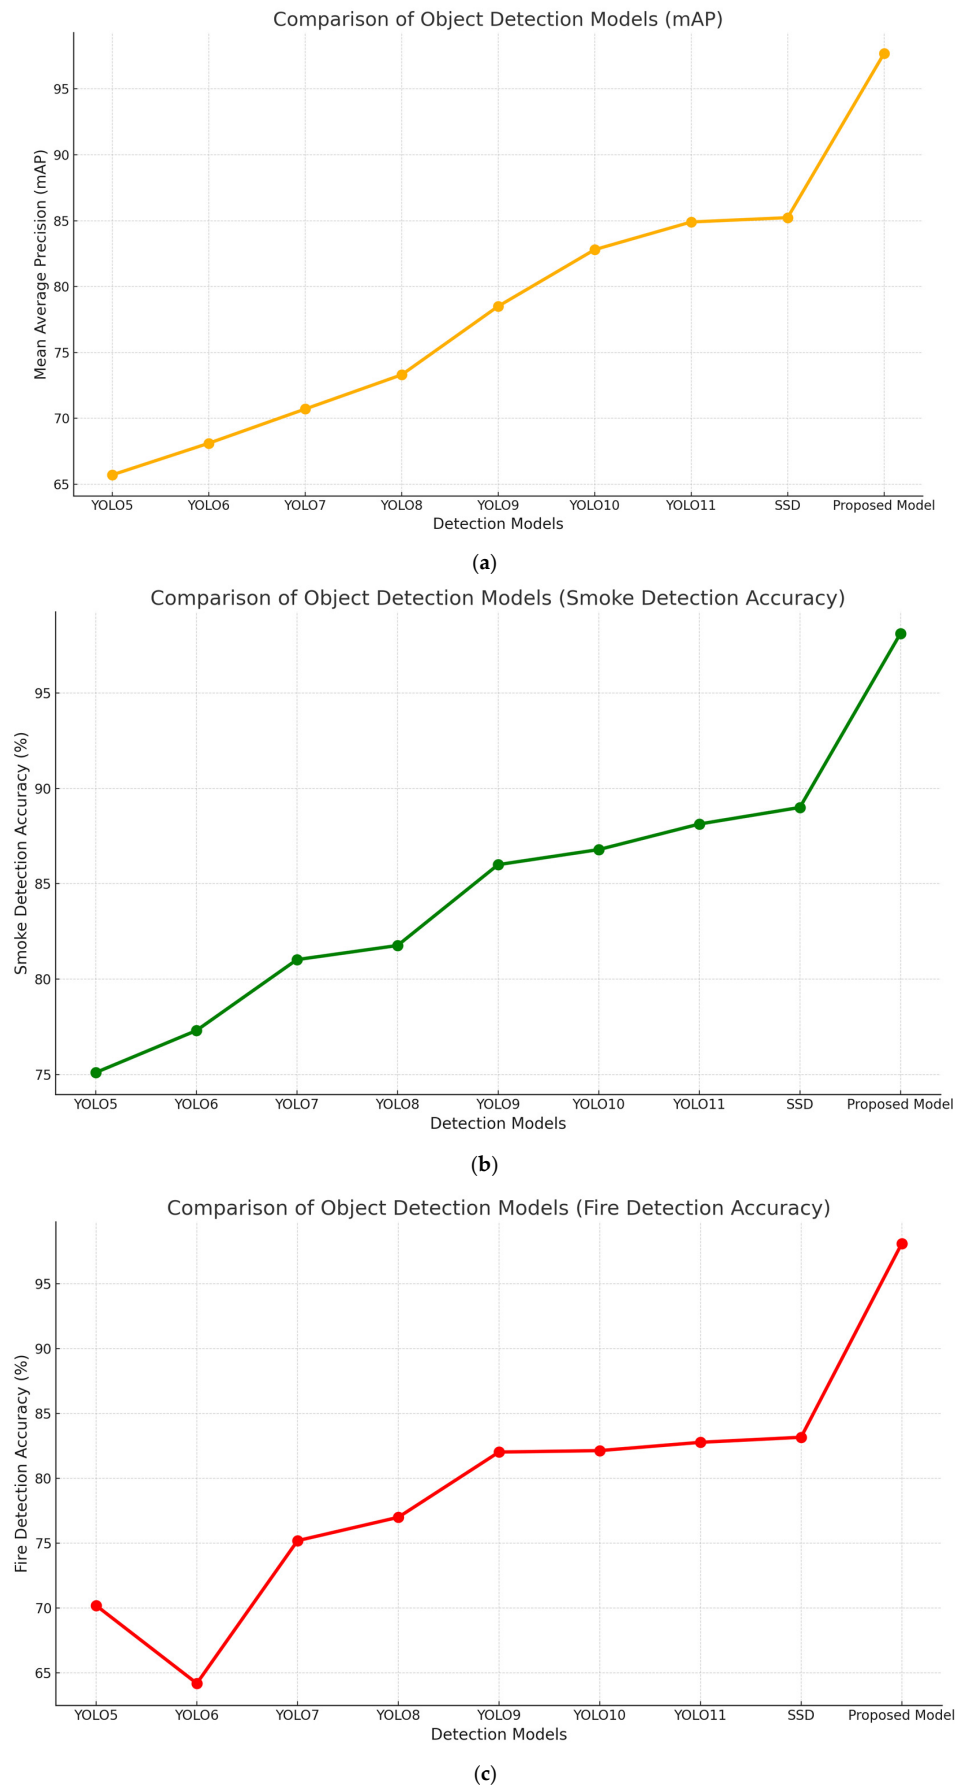 Comparison of Object Detection Models (mAP)
Mean Average Precision (mAP)
95
90
85
80
75
70
65
YOLO5 YOLO6 YOLO7 YOLO8 YOLO9 YOLO10 YOLO11 SSD Proposed Model
Detection Models
(a)
Comparison of Object Detection Models (Smoke Detection Accuracy)
Smoke Detection Accuracy (%)
95
90
85
80
75
YOLO5 YOLO6 YOLO7 YOLO8 YOLO9 YOLO10 YOLO11 SSD Proposed Model
Detection Models
(b)
Comparison of Object Detection Models (Fire Detection Accuracy)
Fire Detection Accuracy (%)
95
90
85
80
75
70
65
YOLO5 YOLO6 YOLO7 YOLO8 YOLO9 YOLO10 YOLO11 SSD Proposed Model
Detection Models
(c)